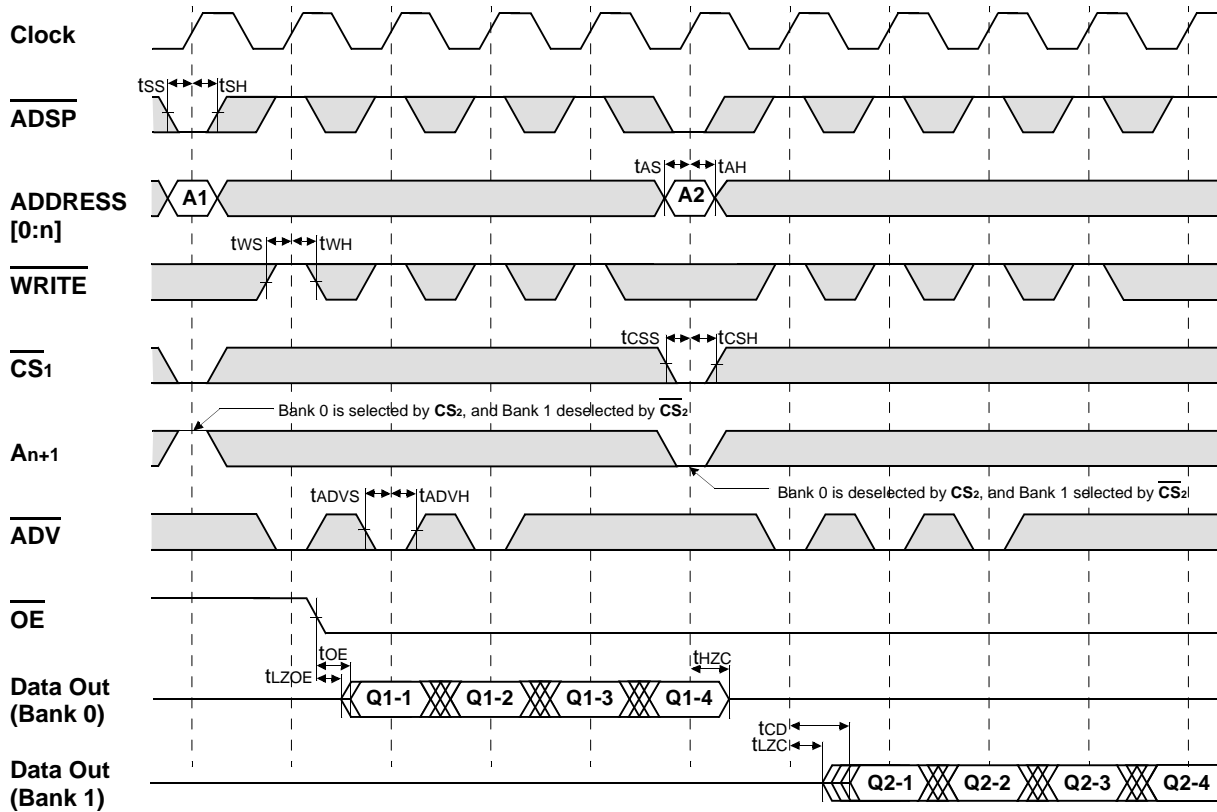 Clock
tSS tSH
ADSP
tAS tAH
ADDRESS
[0:n]
A1
A2
tWS tWH
WRITE
tCSS tCSH
CS1
Bank 0 is selected by CS2, and Bank 1 deselected by CS2
An+1
Bank 0 is deselected by CS2, and Bank 1 selected by CS2
tADVS tADVH
ADV
OE
tOE
tLZOE
tHZC
Data Out
(Bank 0)
Q1-1 Q1-2 Q1-3 Q1-4
tCD
tLZC
Data Out
(Bank 1)
Q2-1 Q2-2 Q2-3 Q2-4